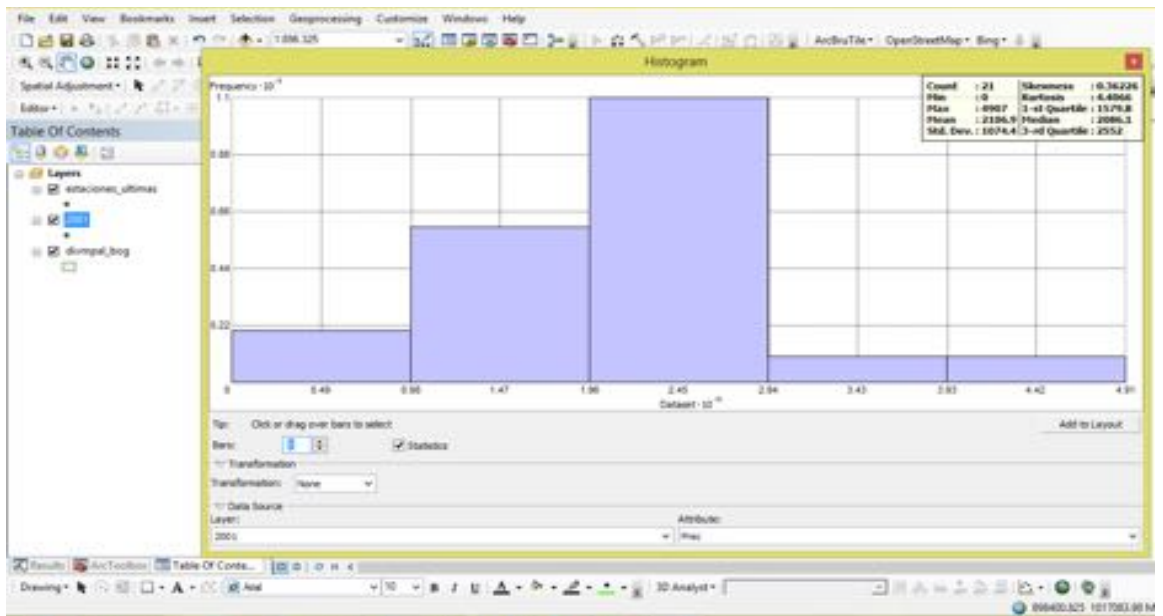 File Edit View Bookmarks Insert Selection Geoprocessing Customize Windows Help
ArcBruTile OpenStreetMap Bing
Histogram
Spatial Adjustment
Editor
Table Of Contents
Layers
estaciones_ultimas
2001
divmpal_bog
Frequency · 10
Count : 21 Skewness : 0.36226
Min : 0 Kurtosis : 4.4066
Max : 4907 1-st Quartile : 1579.8
Mean : 2106.9 Median : 2086.1
Std. Dev. : 1074.4 3-rd Quartile : 2552
1.1
0.88
0.66
0.44
0.22
0 0.49 0.98 1.47 1.96 2.45 2.94 3.43 3.93 4.42 4.91
Dataset · 10
Tip: Click or drag over bars to select
Add to Layout
Bars: Statistics
Transformation
Transformation: None
Data Source
Layer: Attribute:
2001 Prec
Results ArcToolbox Table Of Conte...
Drawing A Arial 10 B I U A 3D Analyst